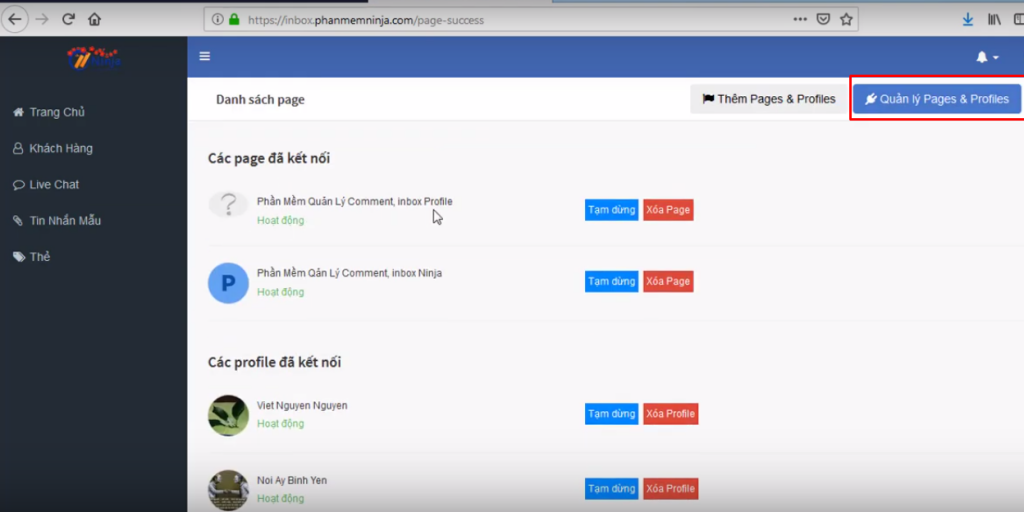 https://inbox.phanmemninja.com/page-success
Ninja
Trang Chủ
Khách Hàng
Live Chat
Tin Nhắn Mẫu
Thẻ
Danh sách page
Thêm Pages & Profiles
Quản lý Pages & Profiles
Các page đã kết nối
Phần Mềm Quản Lý Comment, inbox Profile
Hoạt động
Tạm dừng Xóa Page
P
Phần Mềm Qản Lý Comment, inbox Ninja
Hoạt động
Tạm dừng Xóa Page
Các profile đã kết nối
Viet Nguyen Nguyen
Hoạt động
Tạm dừng Xóa Profile
Noi Ay Binh Yen
Hoạt động
Tạm dừng Xóa Profile